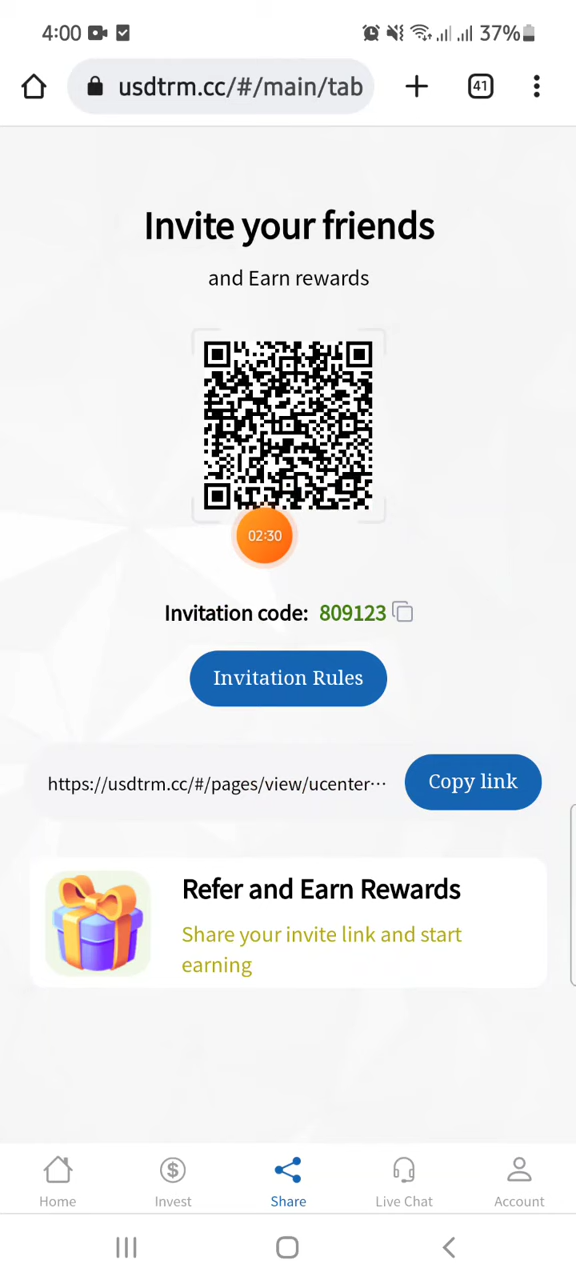 4:00 37%
usdtrm.cc/#/main/tab 41
Invite your friends
and Earn rewards
02:30
Invitation code: 809123
Invitation Rules
https://usdtrm.cc/#/pages/view/ucenter···
Copy link
Refer and Earn Rewards
Share your invite link and start
earning
Home Invest Share Live Chat Account